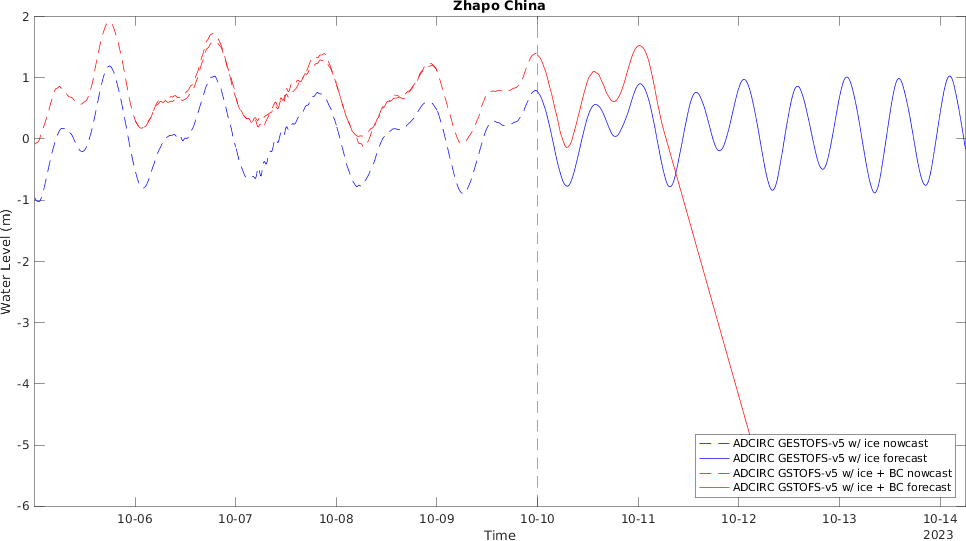 Zhapo China
2
1
0
-1
-2
-3
-4
-5
-6
Water Level (m)
10-06
10-07
10-08
10-09
10-10
10-11
10-12
10-13
10-14
2023
Time
ADCIRC GESTOFS-v5 w/ ice nowcast
ADCIRC GESTOFS-v5 w/ ice forecast
ADCIRC GSTOFS-v5 w/ ice + BC nowcast
ADCIRC GSTOFS-v5 w/ ice + BC forecast